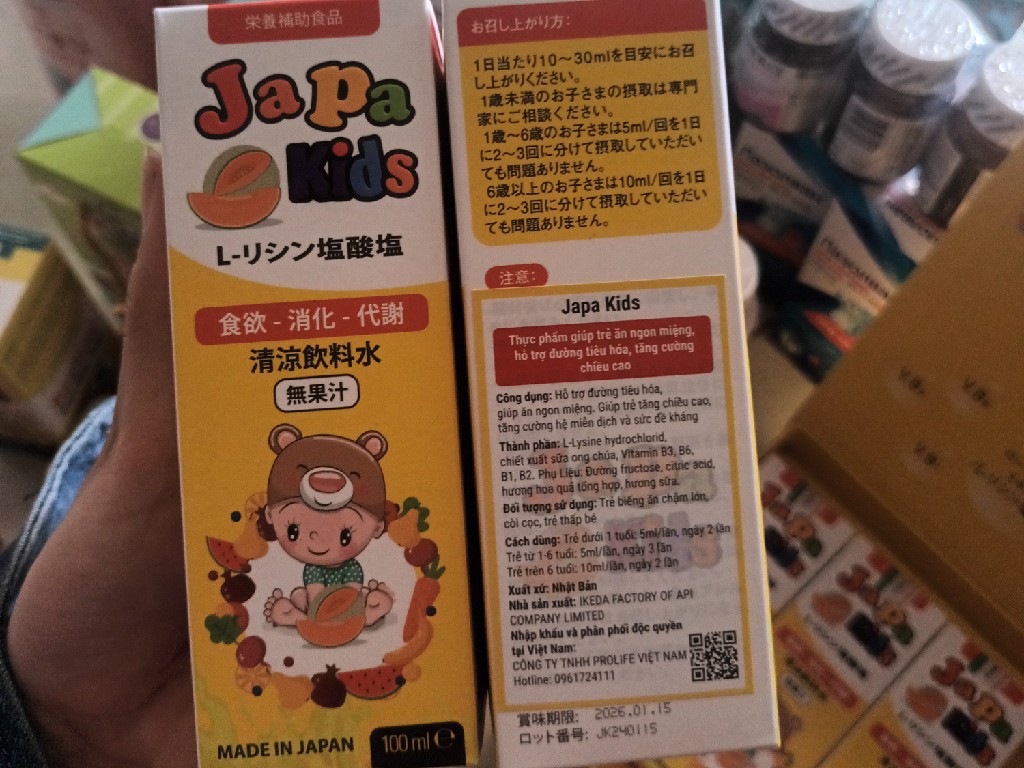 栄養補助食品
Japa
Kids
L-リシン塩酸塩
食欲 - 消化 - 代謝
清涼飲料水
無果汁
MADE IN JAPAN
100 ml
お召し上がり方:
1日当たり10～30mlを目安にお召
し上がりください。
1歳未満のお子さまの摂取は専門
家にご相談ください。
1歳～6歳のお子さまは5ml/回を1日
に2～3回に分けて摂取していただい
ても問題ありません。
6歳以上のお子さまは10ml/回を1日
に2～3回に分けて摂取していただい
ても問題ありません。
注意:
Japa Kids
Thực phẩm giúp trẻ ăn ngon miệng,
hỗ trợ đường tiêu hóa, tăng cường
chiều cao
Công dụng: Hỗ trợ đường tiêu hóa,
giúp ăn ngon miệng. Giúp trẻ tăng chiều cao,
tăng cường hệ miễn dịch và sức đề kháng
Thành phần: L-Lysine hydrochlorid,
chiết xuất sữa ong chúa, Vitamin B3, B6,
B1, B2. Phụ Liệu: Đường fructose, citric acid,
hương hoa quả tổng hợp, hương sữa.
Đối tượng sử dụng: Trẻ biếng ăn chậm lớn,
còi cọc, trẻ thấp bé
Cách dùng: Trẻ dưới 1 tuổi: 5ml/lần, ngày 2 lần
Trẻ từ 1-6 tuổi: 5ml/lần, ngày 3 lần
Trẻ trên 6 tuổi: 10ml/lần, ngày 2 lần
Xuất xứ: Nhật Bản
Nhà sản xuất: IKEDA FACTORY OF API
COMPANY LIMITED
Nhập khẩu và phân phối độc quyền
tại Việt Nam:
CÔNG TY TNHH PROLIFE VIỆT NAM
Hotline: 0961724111
賞味期限: 2026.01.15
ロット番号: JK240115
Japa
Kids
L-リシン塩酸塩